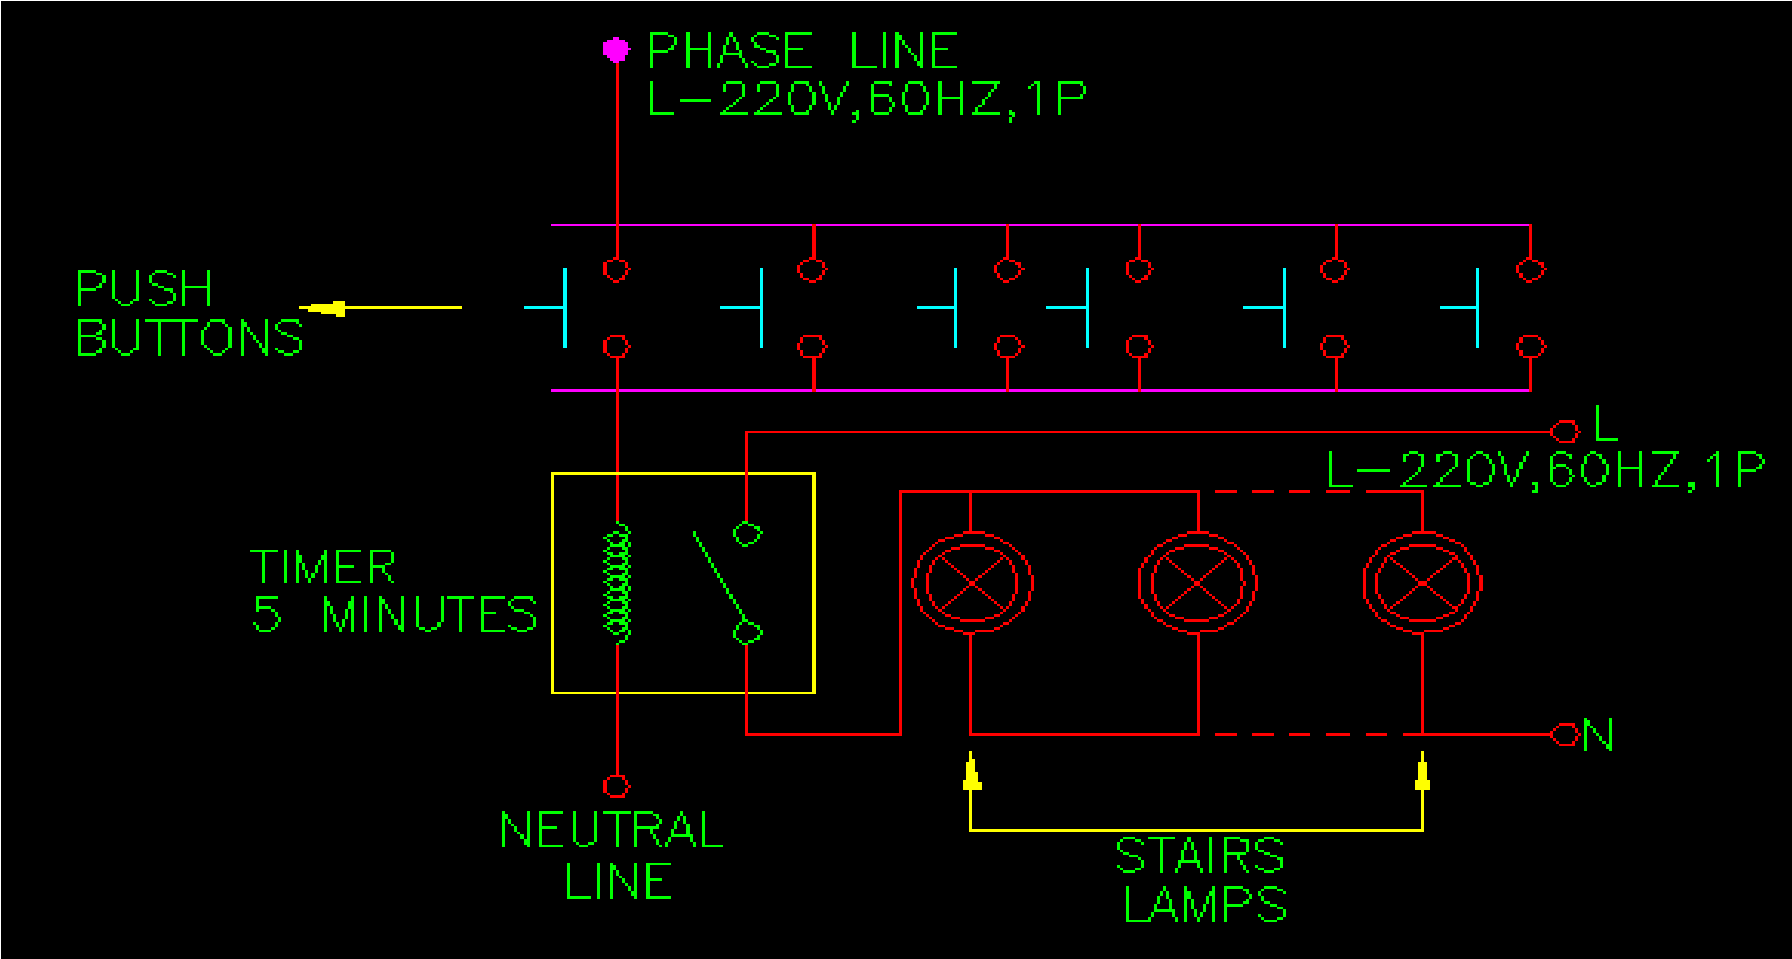 PHASE LINE
L-220V,60HZ,1P
PUSH
BUTTONS
L
L-220V,60HZ,1P
TIMER
5 MINUTES
N
NEUTRAL
LINE
STAIRS
LAMPS